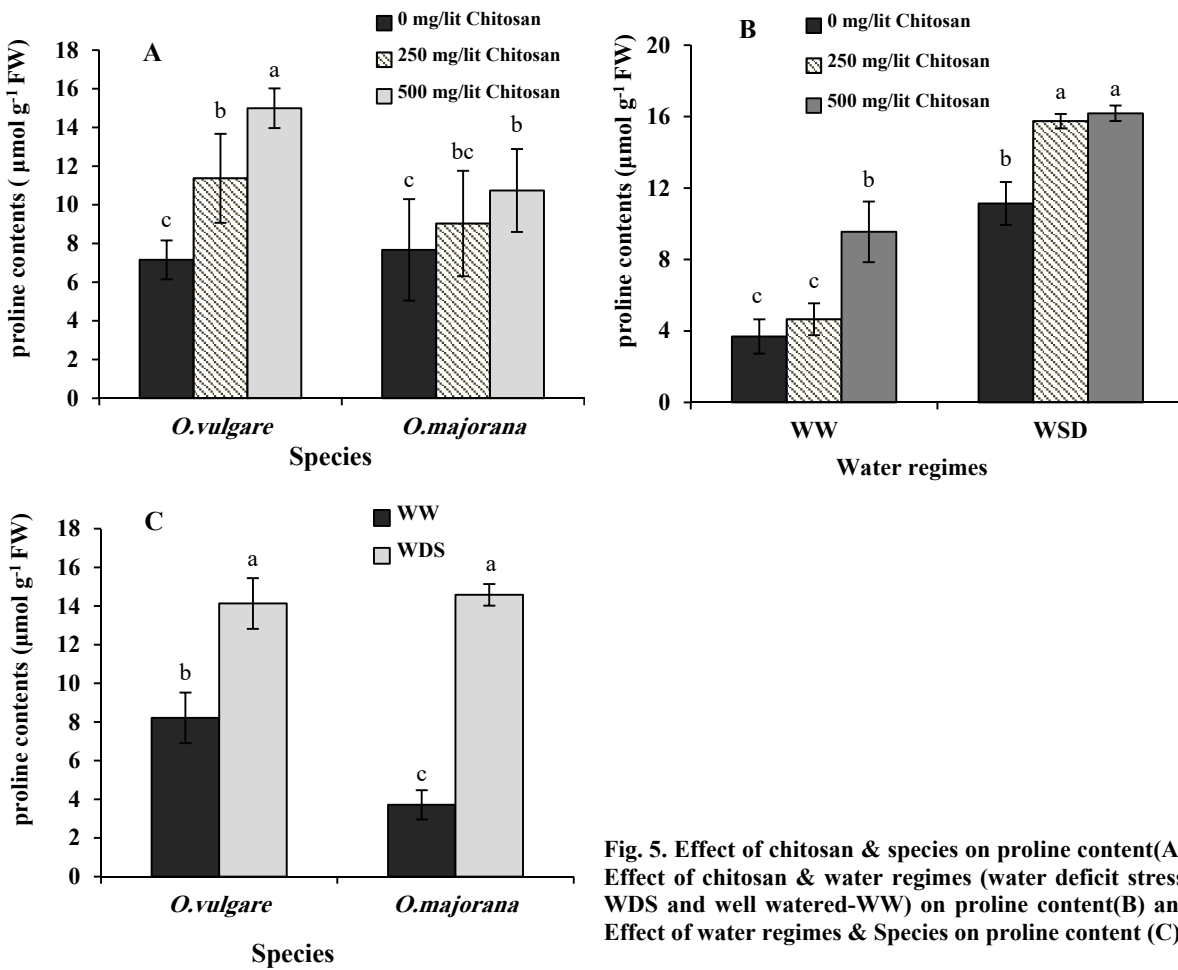 A
0 mg/lit Chitosan
250 mg/lit Chitosan
500 mg/lit Chitosan
proline contents ( µmol g-1 FW)
18
16
14
12
10
8
6
4
2
0
c
b
a
c
bc
b
O.vulgare
O.majorana
Species
B
0 mg/lit Chitosan
250 mg/lit Chitosan
500 mg/lit Chitosan
proline contents (µmol g-1 FW)
20
16
12
8
4
0
c
c
b
b
a
a
WW
WSD
Water regimes
C
WW
WDS
proline contents (µmol g-1 FW)
18
16
14
12
10
8
6
4
2
0
b
a
c
a
O.vulgare
O.majorana
Species
Fig. 5. Effect of chitosan & species on proline content(A
Effect of chitosan & water regimes (water deficit stress
WDS and well watered-WW) on proline content(B) an
Effect of water regimes & Species on proline content (C)